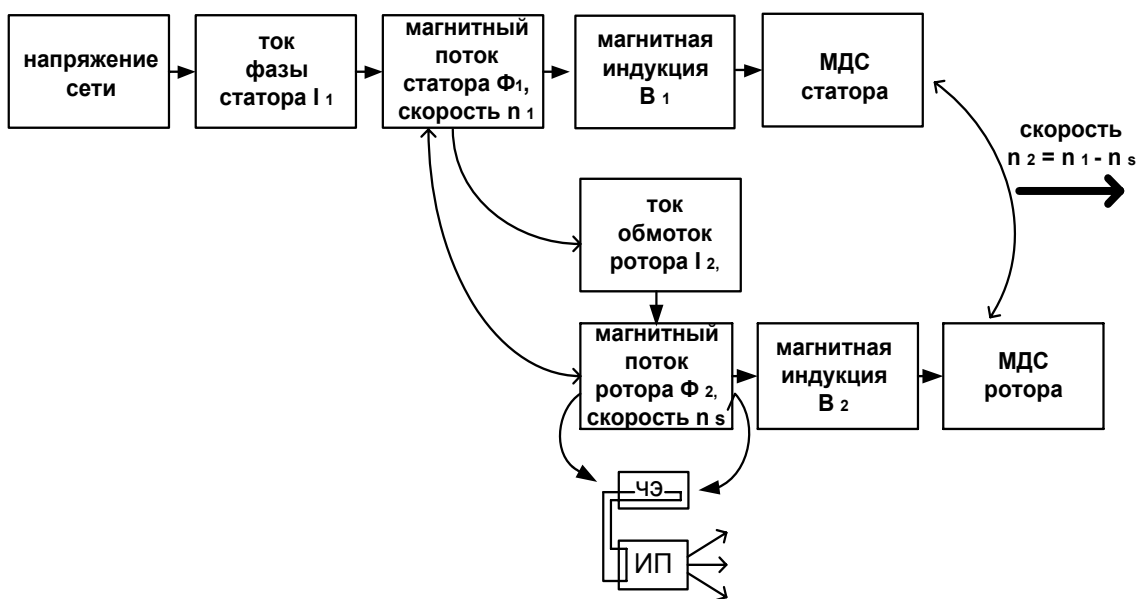 напряжение
сети
ток
фазы
статора I 1
магнитный
поток
статора Ф1,
скорость n 1
магнитная
индукция
В 1
МДС
статора
скорость
n 2 = n 1 - n s
ток
обмоток
ротора I 2,
магнитный
поток
ротора Ф 2,
скорость n s
магнитная
индукция
В 2
МДС
ротора
ЧЭ
ИП